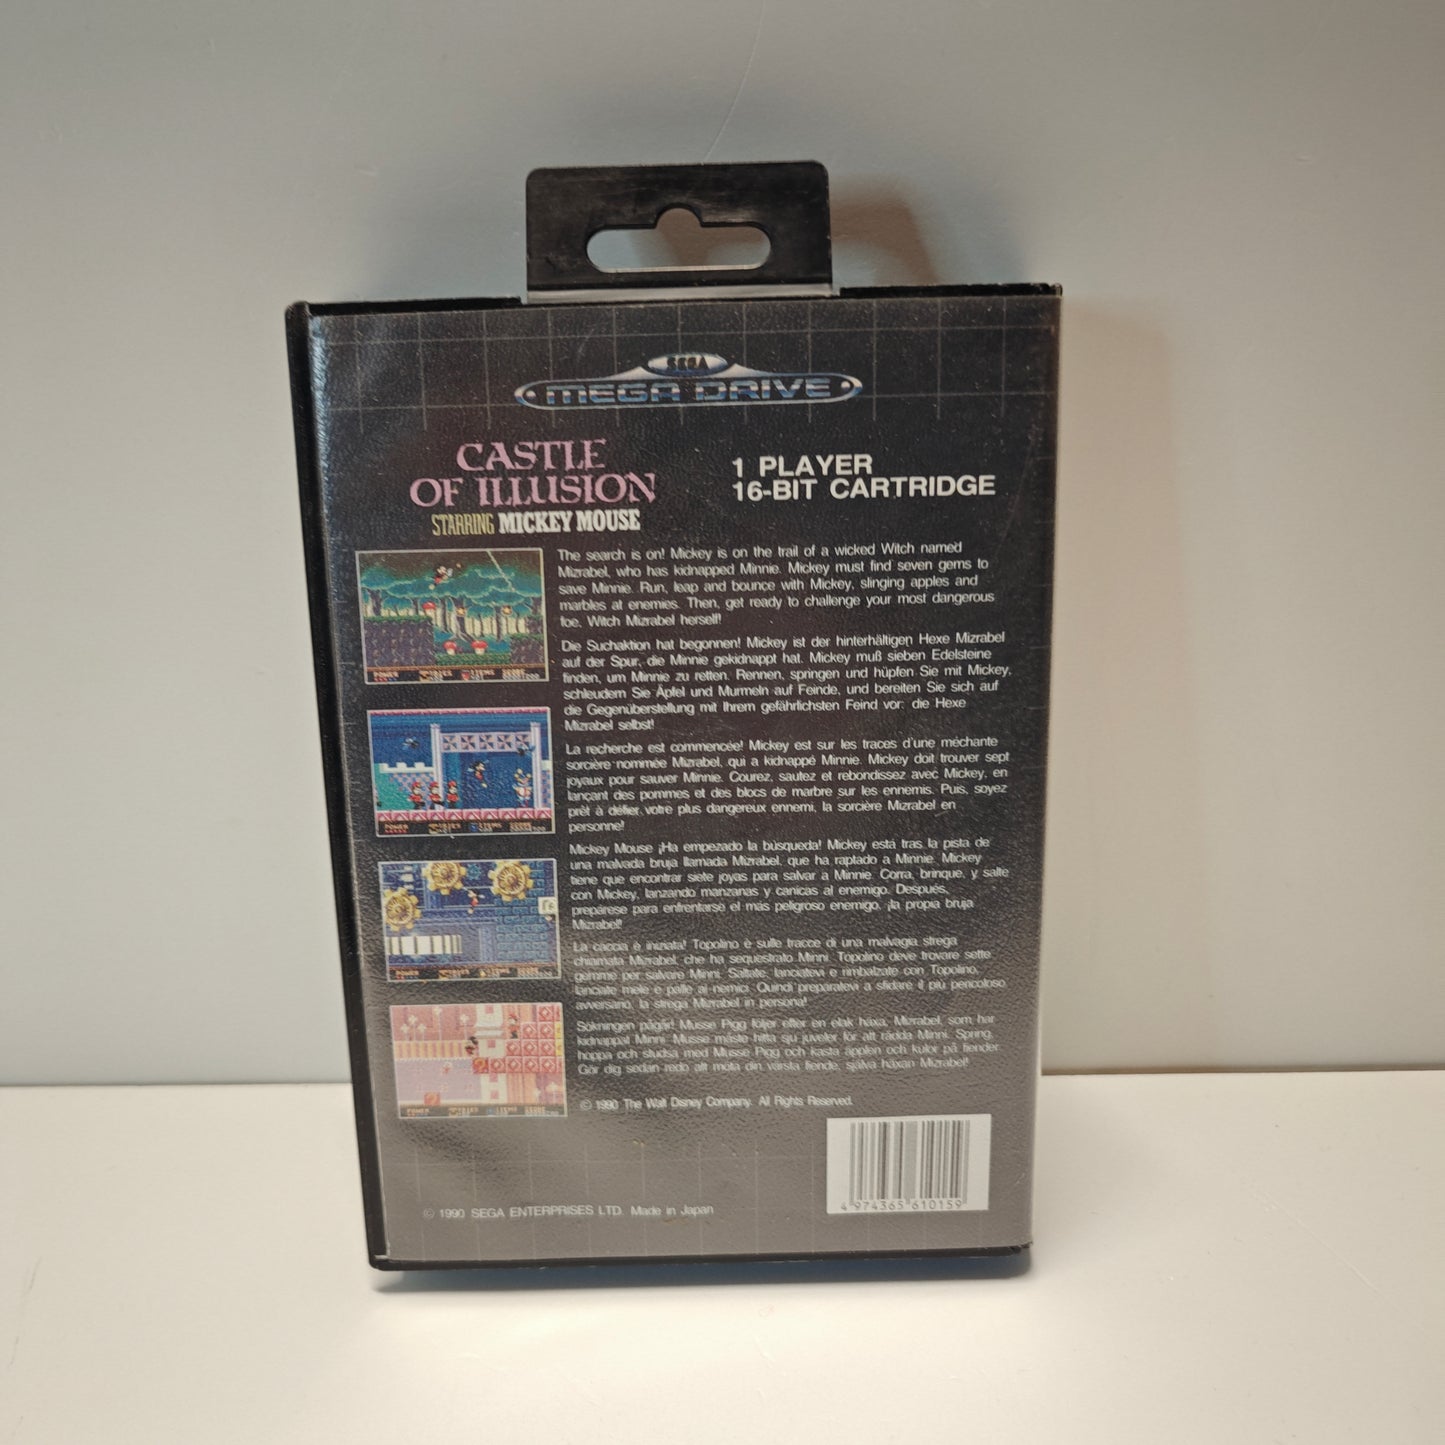 SEGA
MEGA DRIVE
CASTLE
OF ILLUSION
STARRING MICKEY MOUSE
1 PLAYER
16-BIT CARTRIDGE
The search is on! Mickey is on the trail of a wicked Witch named
Mizrabel, who has kidnapped Minnie. Mickey must find seven gems to
save Minnie. Run, leap and bounce with Mickey, slinging apples and
marbles at enemies. Then, get ready to challenge your most dangerous
foe, Witch Mizrabel herself!
Die Suchaktion hat begonnen! Mickey ist der hinterhältigen Hexe Mizrabel
auf der Spur, die Minnie gekidnappt hat. Mickey muß sieben Edelsteine
finden, um Minnie zu retten. Rennen, springen und hüpfen Sie mit Mickey,
schleudern Sie Äpfel und Murmeln auf Feinde, und bereiten Sie sich auf
die Gegenüberstellung mit Ihrem gefährlichsten Feind vor: die Hexe
Mizrabel selbst!
La recherche est commencée! Mickey est sur les traces d'une méchante
sorcière nommée Mizrabel, qui a kidnappé Minnie. Mickey doit trouver sept
joyaux pour sauver Minnie. Courez, sautez et rebondissez avec Mickey, en
lançant des pommes et des blocs de marbre sur les ennemis. Puis, soyez
prêt à défier votre plus dangereux ennemi, la sorcière Mizrabel en
personne!
Mickey Mouse ¡Ha empezado la búsqueda! Mickey está tras la pista de
una malvada bruja llamada Mizrabel, que ha raptado a Minnie. Mickey
tiene que encontrar siete joyas para salvar a Minnie. Corra, brinque, y salte
con Mickey, lanzando manzanas y canicas al enemigo. Después,
prepárese para enfrentarse el más peligroso enemigo, ¡la propia bruja
Mizrabel!
La caccia è iniziata! Topolino è sulle tracce di una malvagia strega
chiamata Mizrabel, che ha sequestrato Minni. Topolino deve trovare sette
gemme per salvare Minni. Saltate, lanciatevi e rimbalzate con Topolino,
lanciate mele e palle ai nemici. Quindi preparatevi a sfidare il più pericoloso
avversario, la strega Mizrabel in persona!
Sökningen pågår! Musse Pigg följer efter en elak häxa, Mizrabel, som har
kidnappat Minni. Musse måste hitta sju juveler för att rädda Minni. Spring,
hoppa och studsa med Musse Pigg och kasta äpplen och kulor på fiender.
Gör dig sedan redo att möta din värsta fiende, själva häxan Mizrabel!
© 1990 The Walt Disney Company. All Rights Reserved.
4 974365 610159
© 1990 SEGA ENTERPRISES LTD. Made in Japan